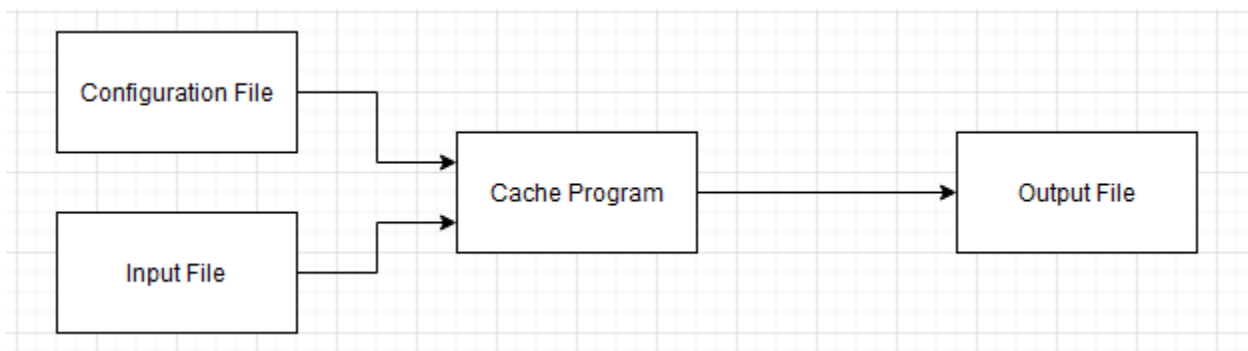 Configuration File
Cache Program
Output File
Input File